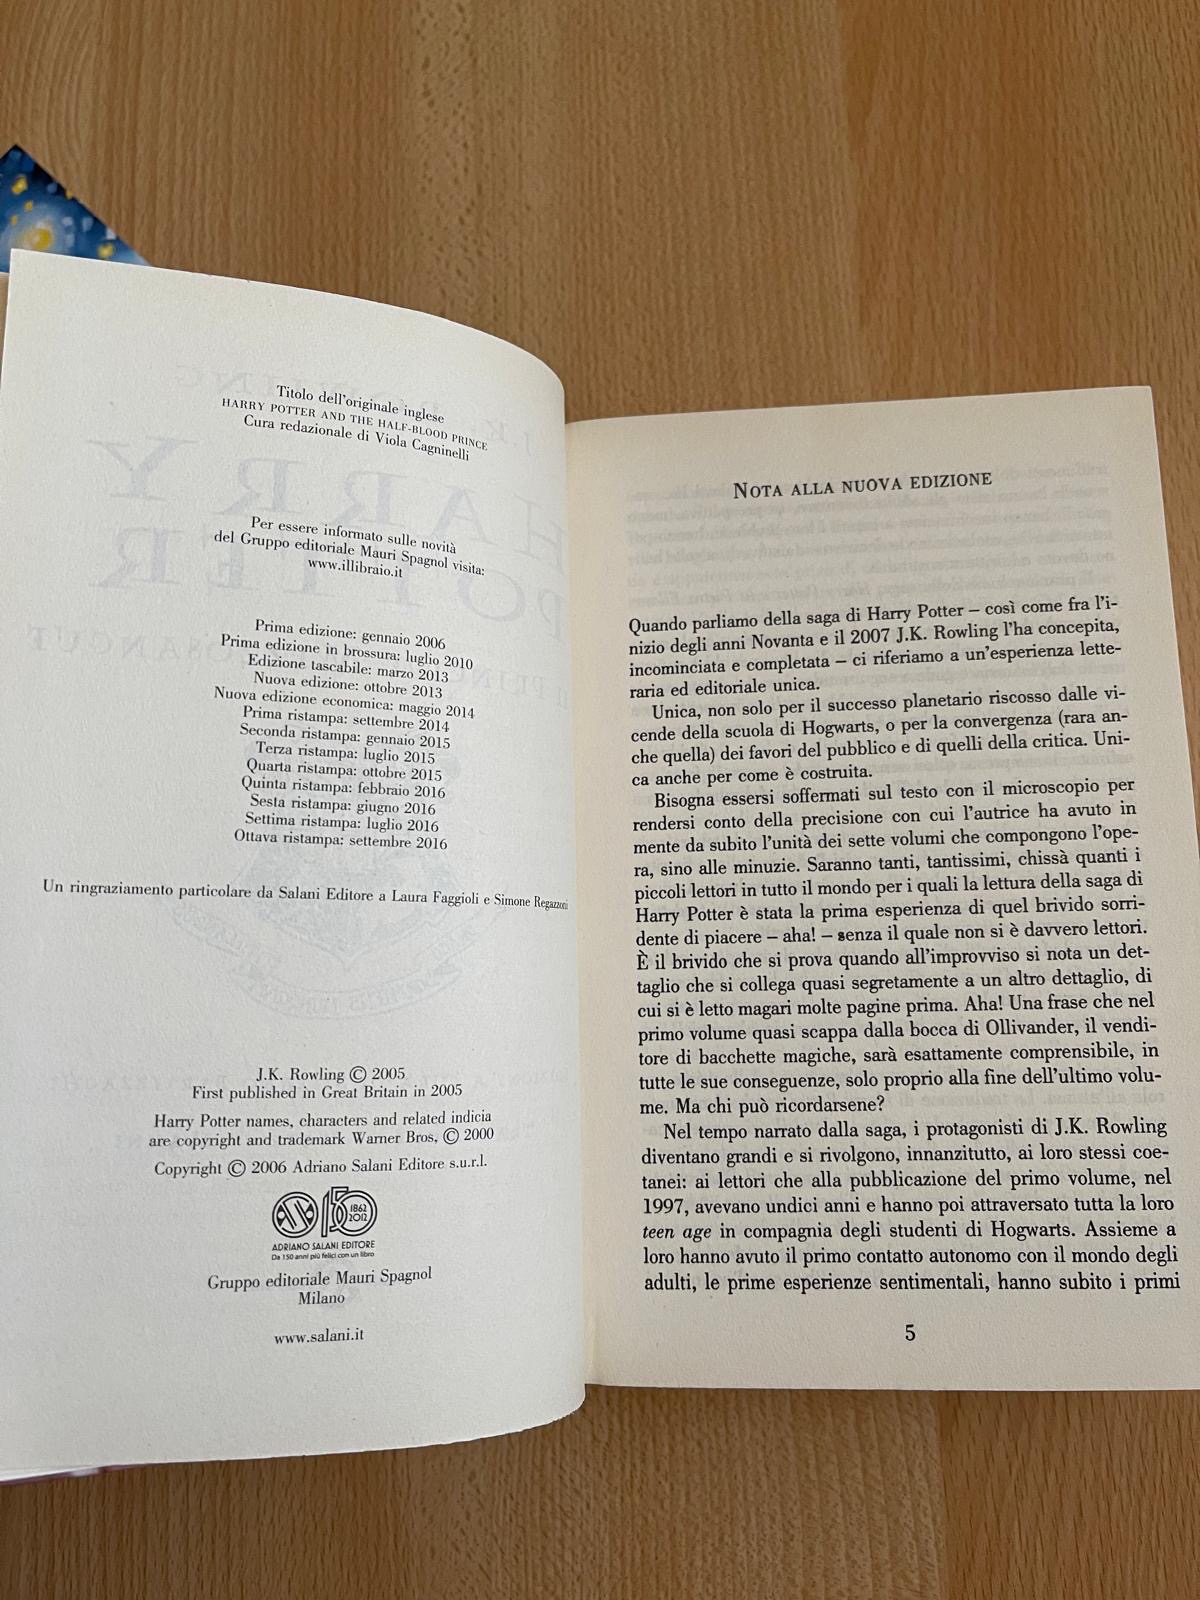 Titolo dell'originale inglese
HARRY POTTER AND THE HALF-BLOOD PRINCE
Cura redazionale di Viola Cagninelli
Per essere informato sulle novità
del Gruppo editoriale Mauri Spagnol visita:
www.illibraio.it
Prima edizione: gennaio 2006
Prima edizione in brossura: luglio 2010
Edizione tascabile: marzo 2013
Nuova edizione: ottobre 2013
Nuova edizione economica: maggio 2014
Prima ristampa: settembre 2014
Seconda ristampa: gennaio 2015
Terza ristampa: luglio 2015
Quarta ristampa: ottobre 2015
Quinta ristampa: febbraio 2016
Sesta ristampa: giugno 2016
Settima ristampa: luglio 2016
Ottava ristampa: settembre 2016
Un ringraziamento particolare da Salani Editore a Laura Faggioli e Simone Regazzoni
J.K. Rowling © 2005
First published in Great Britain in 2005
Harry Potter names, characters and related indicia
are copyright and trademark Warner Bros, © 2000
Copyright © 2006 Adriano Salani Editore s.u.r.l.
150
1862
2012
ADRIANO SALANI EDITORE
Da 150 anni più felici con un libro
Gruppo editoriale Mauri Spagnol
Milano
www.salani.it
NOTA ALLA NUOVA EDIZIONE
Quando parliamo della saga di Harry Potter – così come fra l'i-
nizio degli anni Novanta e il 2007 J.K. Rowling l'ha concepita,
incominciata e completata – ci riferiamo a un'esperienza lette-
raria ed editoriale unica.
Unica, non solo per il successo planetario riscosso dalle vi-
cende della scuola di Hogwarts, o per la convergenza (rara an-
che quella) dei favori del pubblico e di quelli della critica. Uni-
ca anche per come è costruita.
Bisogna essersi soffermati sul testo con il microscopio per
rendersi conto della precisione con cui l'autrice ha avuto in
mente da subito l'unità dei sette volumi che compongono l'ope-
ra, sino alle minuzie. Saranno tanti, tantissimi, chissà quanti i
piccoli lettori in tutto il mondo per i quali la lettura della saga di
Harry Potter è stata la prima esperienza di quel brivido sorri-
dente di piacere – aha! – senza il quale non si è davvero lettori.
È il brivido che si prova quando all'improvviso si nota un det-
taglio che si collega quasi segretamente a un altro dettaglio, di
cui si è letto magari molte pagine prima. Aha! Una frase che nel
primo volume quasi scappa dalla bocca di Ollivander, il vendi-
tore di bacchette magiche, sarà esattamente comprensibile, in
tutte le sue conseguenze, solo proprio alla fine dell'ultimo volu-
me. Ma chi può ricordarsene?
Nel tempo narrato dalla saga, i protagonisti di J.K. Rowling
diventano grandi e si rivolgono, innanzitutto, ai loro stessi coe-
tanei: ai lettori che alla pubblicazione del primo volume, nel
1997, avevano undici anni e hanno poi attraversato tutta la loro
teen age in compagnia degli studenti di Hogwarts. Assieme a
loro hanno avuto il primo contatto autonomo con il mondo degli
adulti, le prime esperienze sentimentali, hanno subito i primi
5